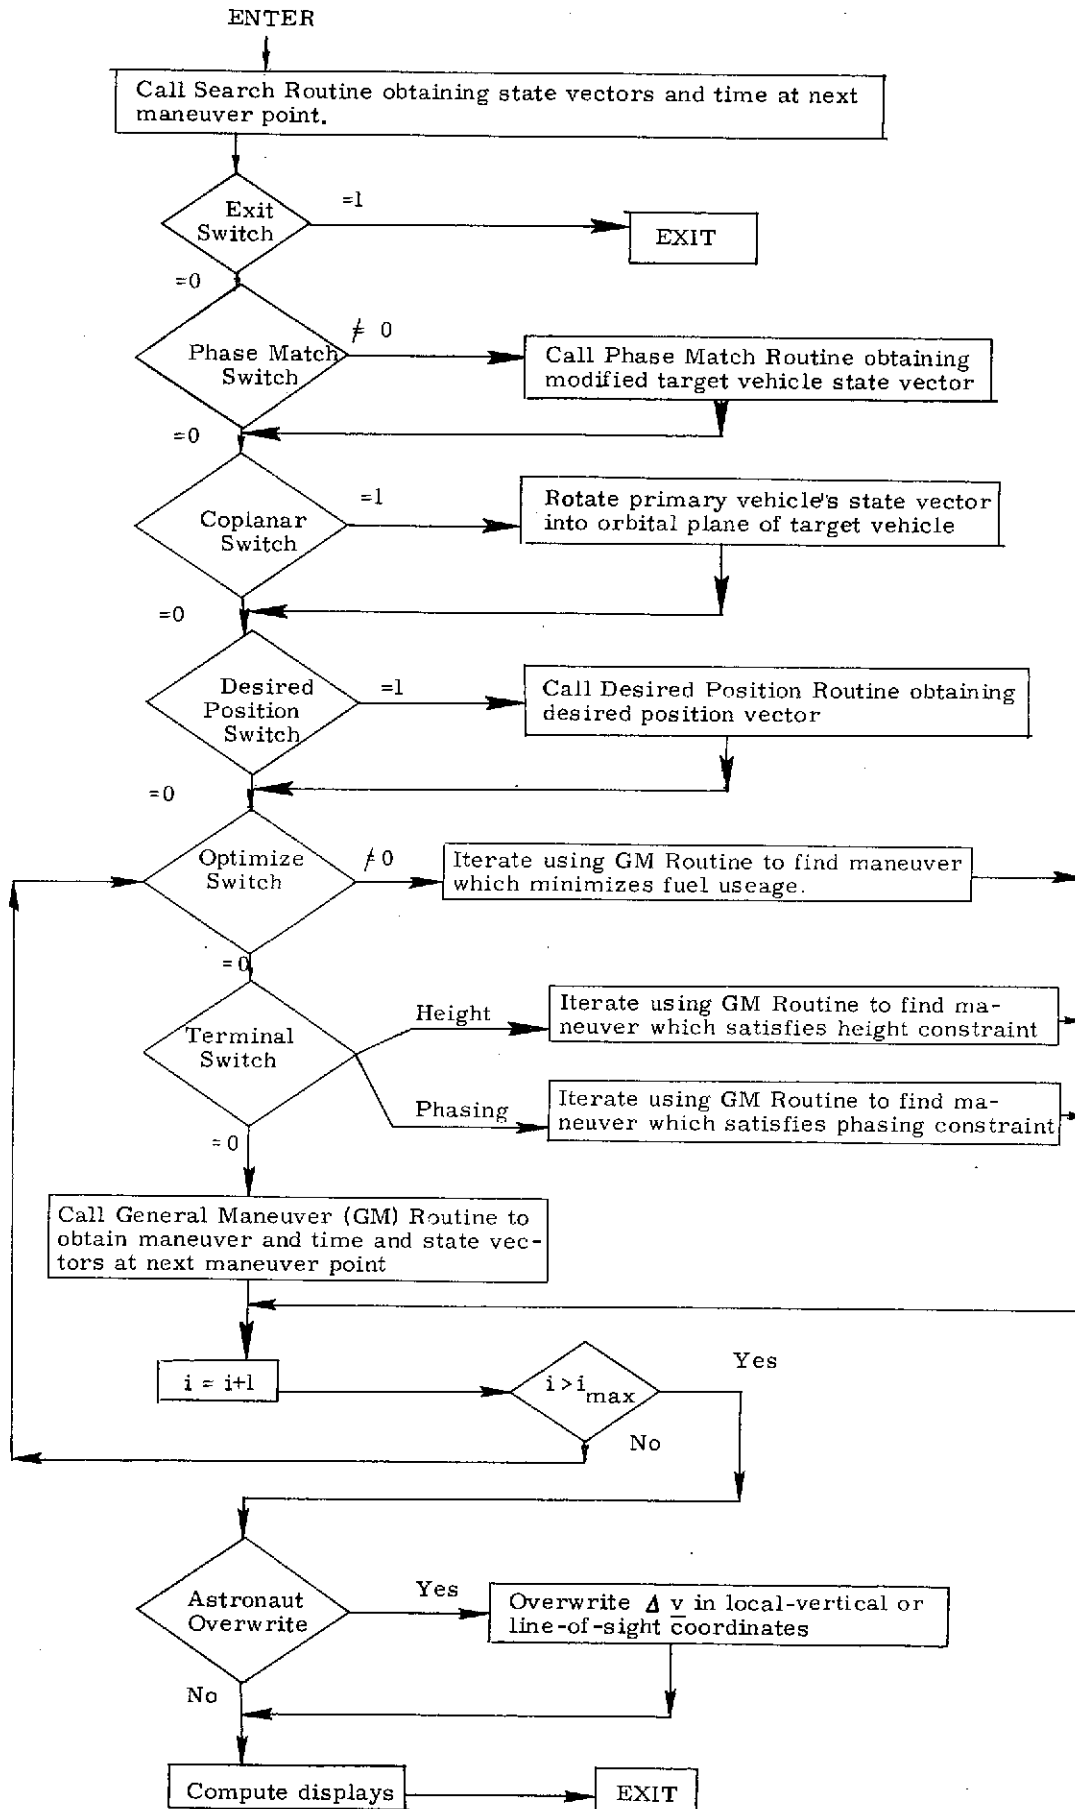 ENTER
Call Search Routine obtaining state vectors and time at next
maneuver point.
Exit
Switch
=1
EXIT
=0
Phase Match
Switch
≠ 0
Call Phase Match Routine obtaining
modified target vehicle state vector
=0
Coplanar
Switch
=1
Rotate primary vehicle's state vector
into orbital plane of target vehicle
=0
Desired
Position
Switch
=1
Call Desired Position Routine obtaining
desired position vector
=0
Optimize
Switch
≠0
Iterate using GM Routine to find maneuver
which minimizes fuel useage.
=0
Terminal
Switch
Height
Iterate using GM Routine to find ma-
neuver which satisfies height constraint
Phasing
Iterate using GM Routine to find ma-
neuver which satisfies phasing constraint
=0
Call General Maneuver (GM) Routine to
obtain maneuver and time and state vec-
tors at next maneuver point
i = i+1
i > i max
Yes
No
Astronaut
Overwrite
Yes
Overwrite Δ v in local-vertical or
line-of-sight coordinates
No
Compute displays
EXIT